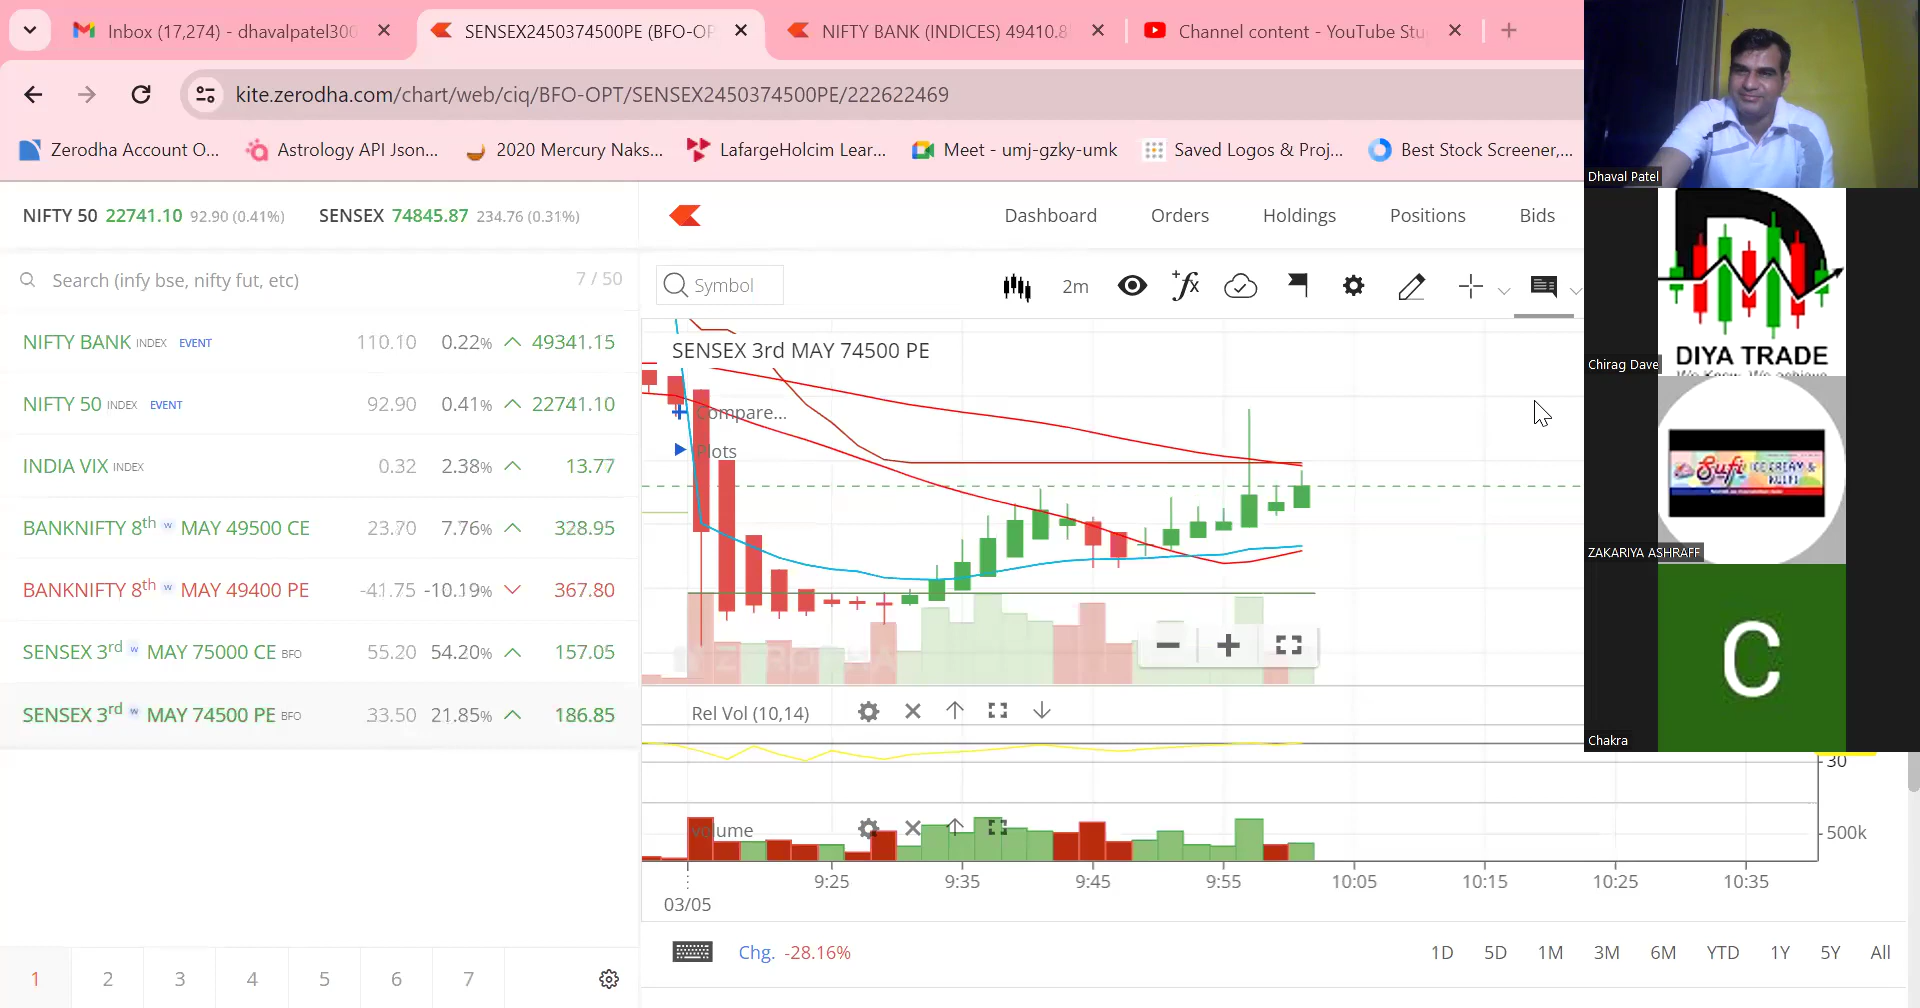 Inbox (17,274) - dhavalpatel300
SENSEX2450374500PE (BFO-OP
NIFTY BANK (INDICES) 49410.8
Channel content - YouTube Stu
kite.zerodha.com/chart/web/ciq/BFO-OPT/SENSEX2450374500PE/222622469
Zerodha Account O... Astrology API Json... 2020 Mercury Naks... LafargeHolcim Lear... Meet - umj-gzky-umk Saved Logos & Proj... Best Stock Screener,...
NIFTY 50 22741.10 92.90 (0.41%) SENSEX 74845.87 234.76 (0.31%)
Dashboard Orders Holdings Positions Bids
Search (infy bse, nifty fut, etc) 7 / 50
NIFTY BANK INDEX EVENT 110.10 0.22% 49341.15
NIFTY 50 INDEX EVENT 92.90 0.41% 22741.10
INDIA VIX INDEX 0.32 2.38% 13.77
BANKNIFTY 8th w MAY 49500 CE 23.70 7.76% 328.95
BANKNIFTY 8th w MAY 49400 PE -41.75 -10.19% 367.80
SENSEX 3rd w MAY 75000 CE BFO 55.20 54.20% 157.05
SENSEX 3rd w MAY 74500 PE BFO 33.50 21.85% 186.85
1 2 3 4 5 6 7
Symbol 2m
SENSEX 3rd MAY 74500 PE
Compare...
Plots
ZERODHA
Rel Vol (10,14)
30
volume
500k
9:25 9:35 9:45 9:55 10:05 10:15 10:25 10:35
03/05
Chg. -28.16% 1D 5D 1M 3M 6M YTD 1Y 5Y All
Dhaval Patel
DIYA TRADE
Chirag Dave
Sufi ICE CREAM &
KULFI
ZAKARIYA ASHRAFF
C
Chakra